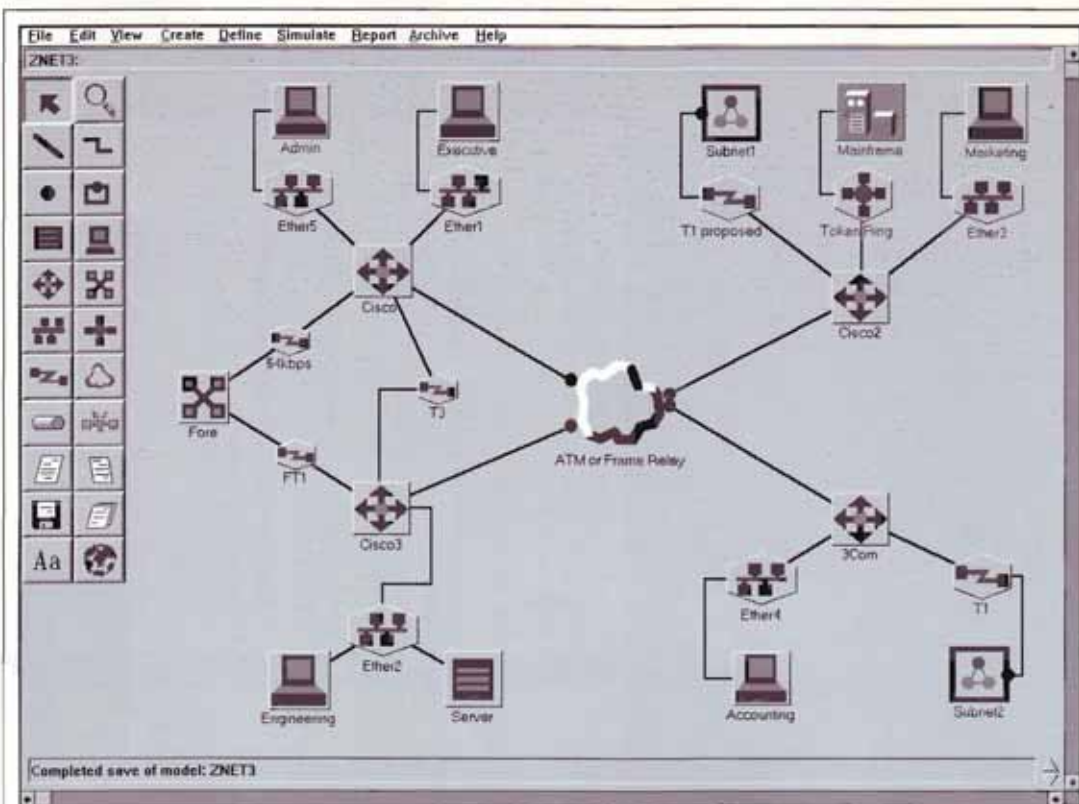 File Edit View Create Define Simulate Report Archive Help
ZNET3:
Admin
Executive
Subnet1
Mainframe
Marketing
Ether5
Ether1
T1 proposed
Token Ring
Ether3
Cisco
Cisco2
Fore
T3
FT1
ATM or Frame Relay
Cisco3
3Com
Ether4
T1
Ether2
Engineering
Server
Accounting
Subnet2
Aa
Completed save of model: ZNET3